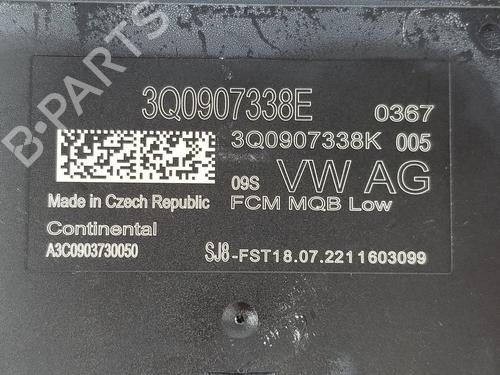 3Q0907338E 0367
3Q0907338K 005
09S VW AG
Made in Czech Republic FCM MQB Low
Continental
A3C0903730050 SJ8-FST18.07.2211603099
B-PARTS